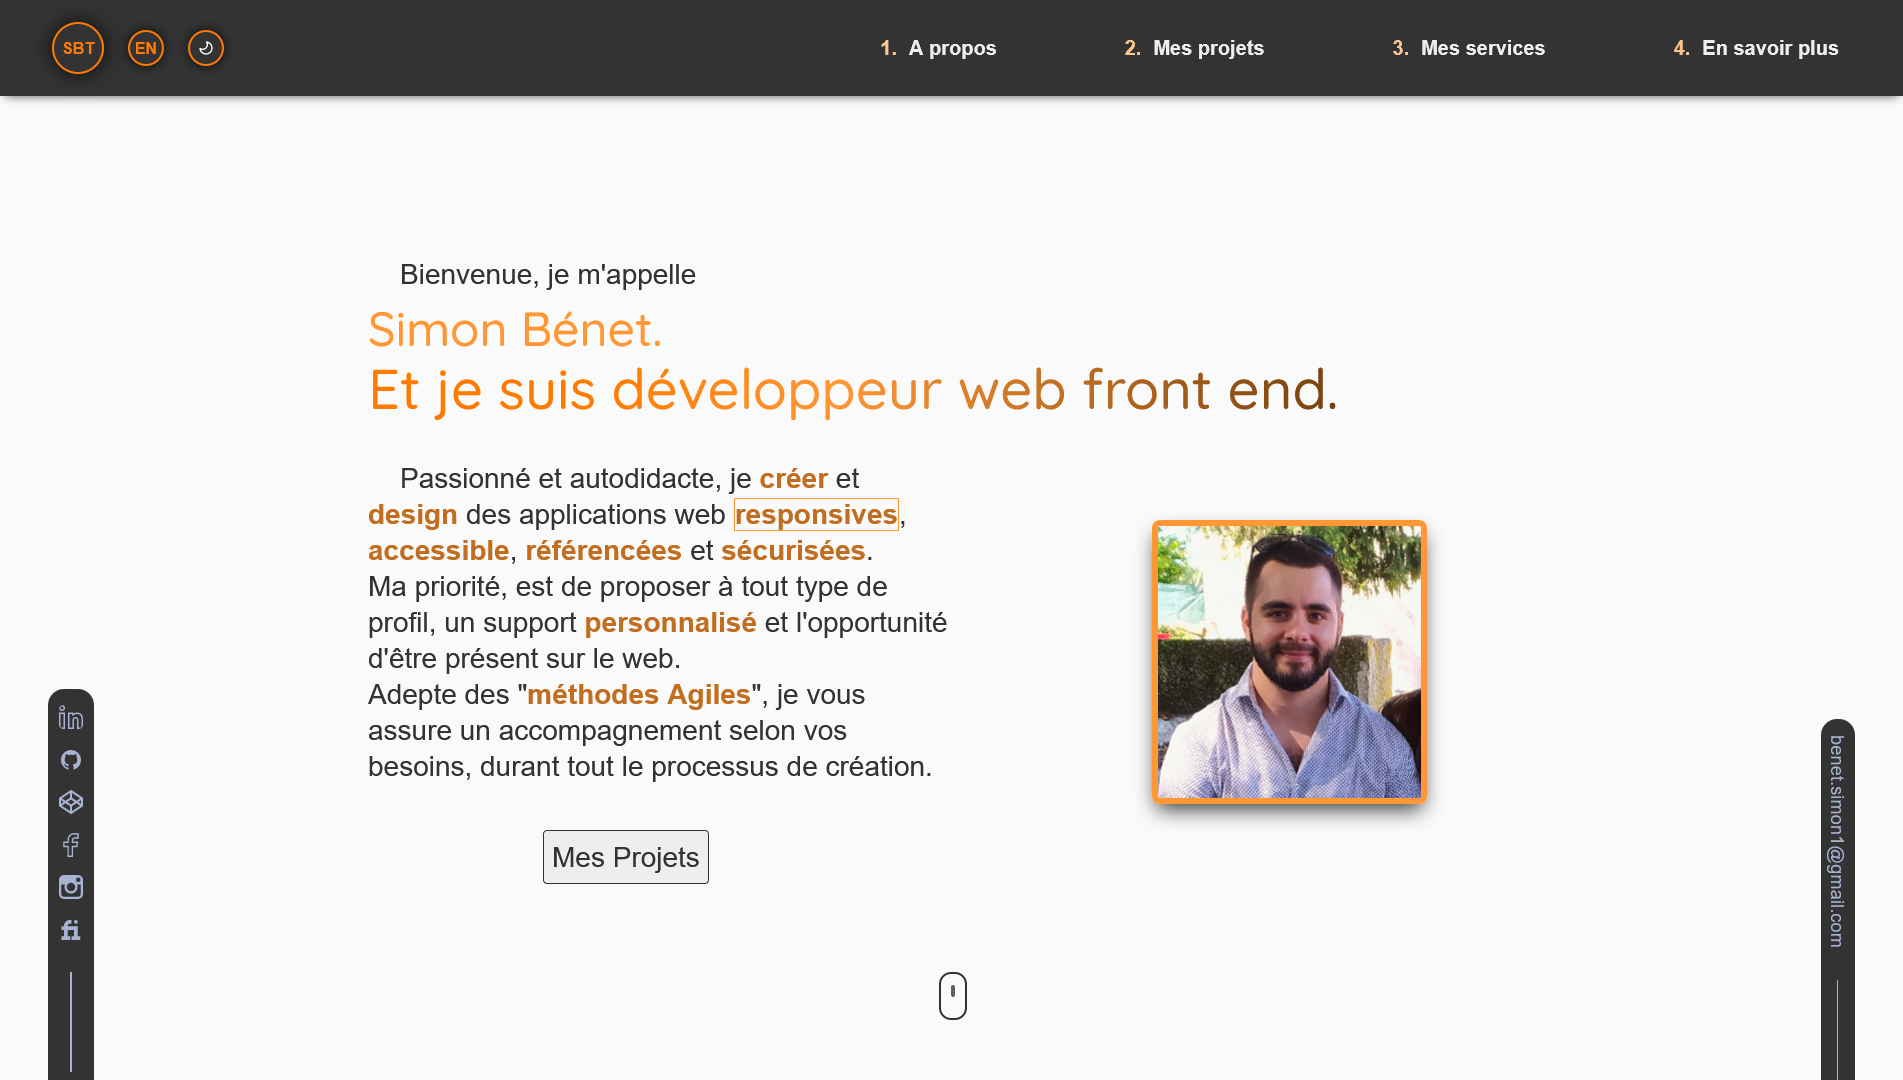 SBT EN 1. A propos 2. Mes projets 3. Mes services 4. En savoir plus
Bienvenue, je m'appelle
Simon Bénet.
Et je suis développeur web front end.
Passionné et autodidacte, je créer et
design des applications web responsives,
accessible, référencées et sécurisées.
Ma priorité, est de proposer à tout type de
profil, un support personnalisé et l'opportunité
d'être présent sur le web.
Adepte des "méthodes Agiles", je vous
assure un accompagnement selon vos
besoins, durant tout le processus de création.
Mes Projets
in
fi
benet.simon1@gmail.com